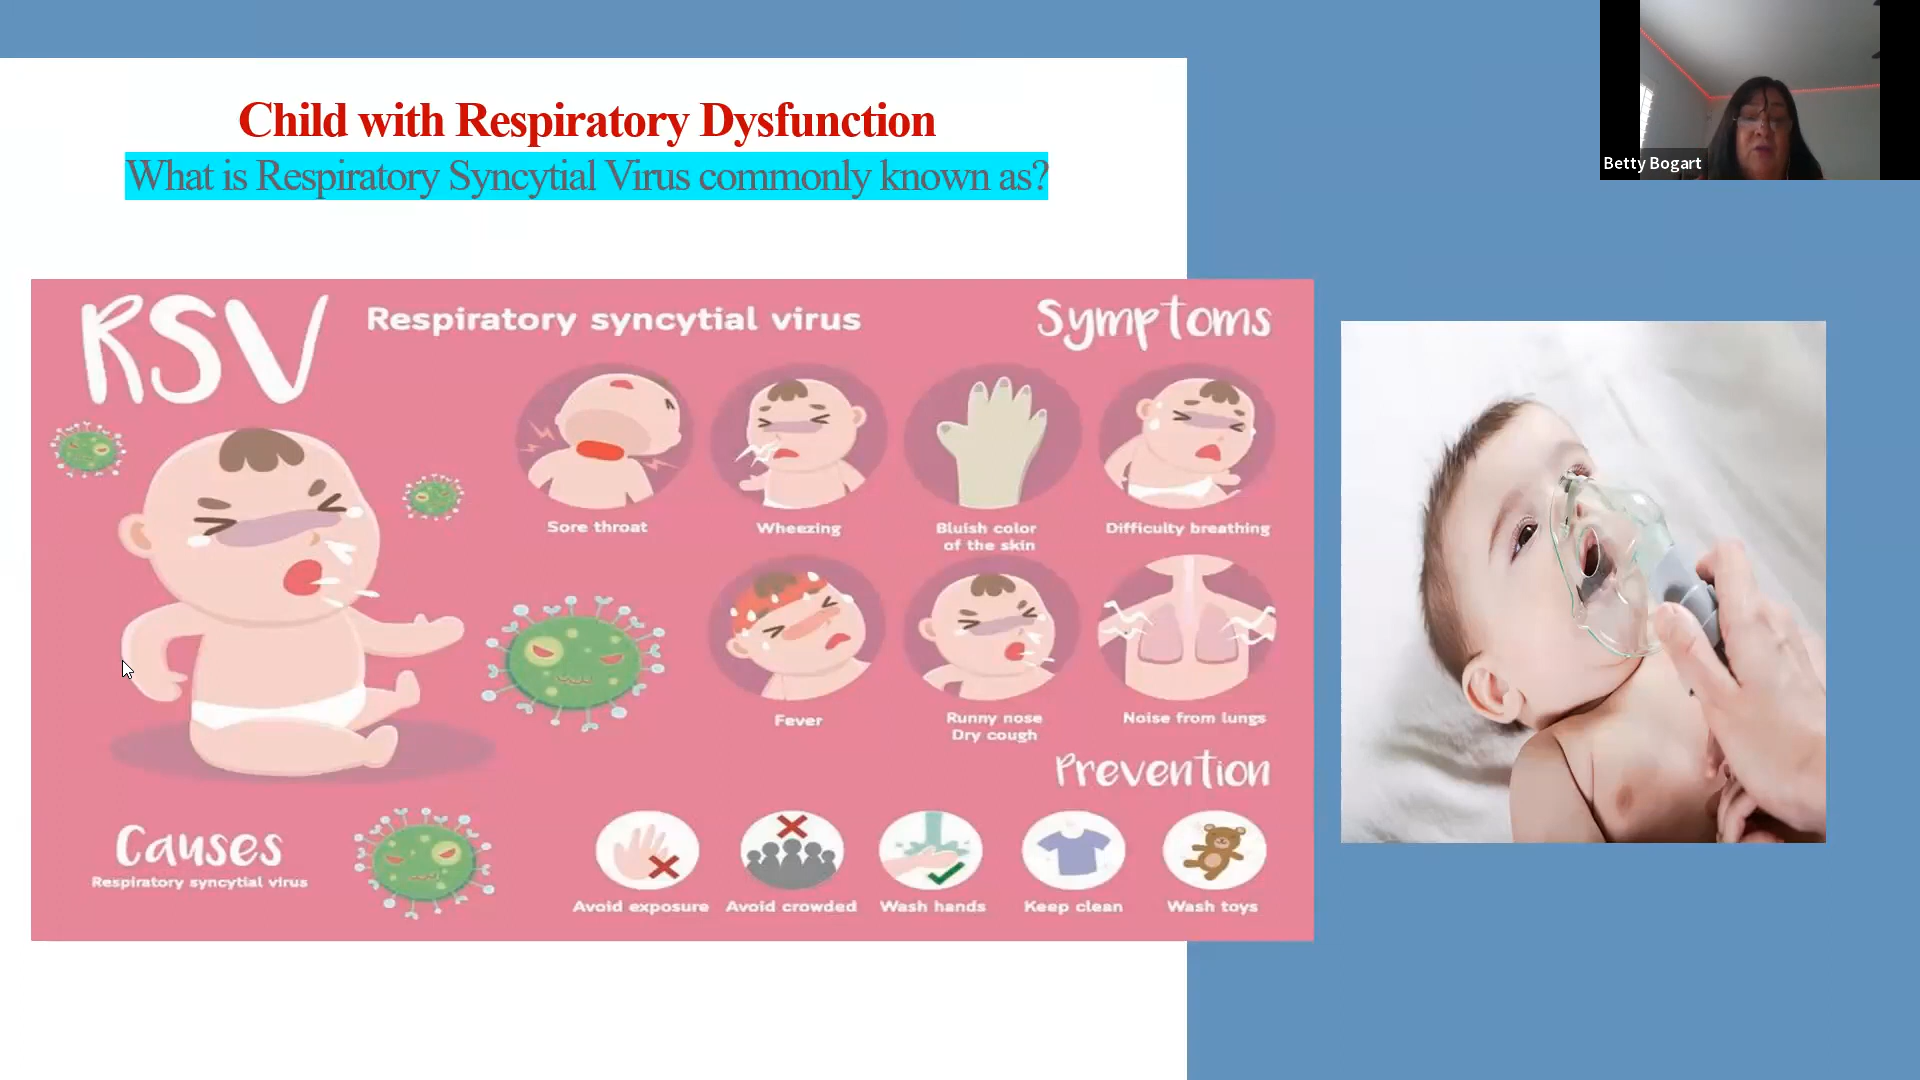 Child with Respiratory Dysfunction
What is Respiratory Syncytial Virus commonly known as?
Betty Bogart
RSV
Respiratory syncytial virus
Symptoms
Sore throat
Wheezing
Bluish color
of the skin
Difficulty breathing
Fever
Runny nose
Dry cough
Noise from lungs
Prevention
Causes
Respiratory syncytial virus
Avoid exposure
Avoid crowded
Wash hands
Keep clean
Wash toys